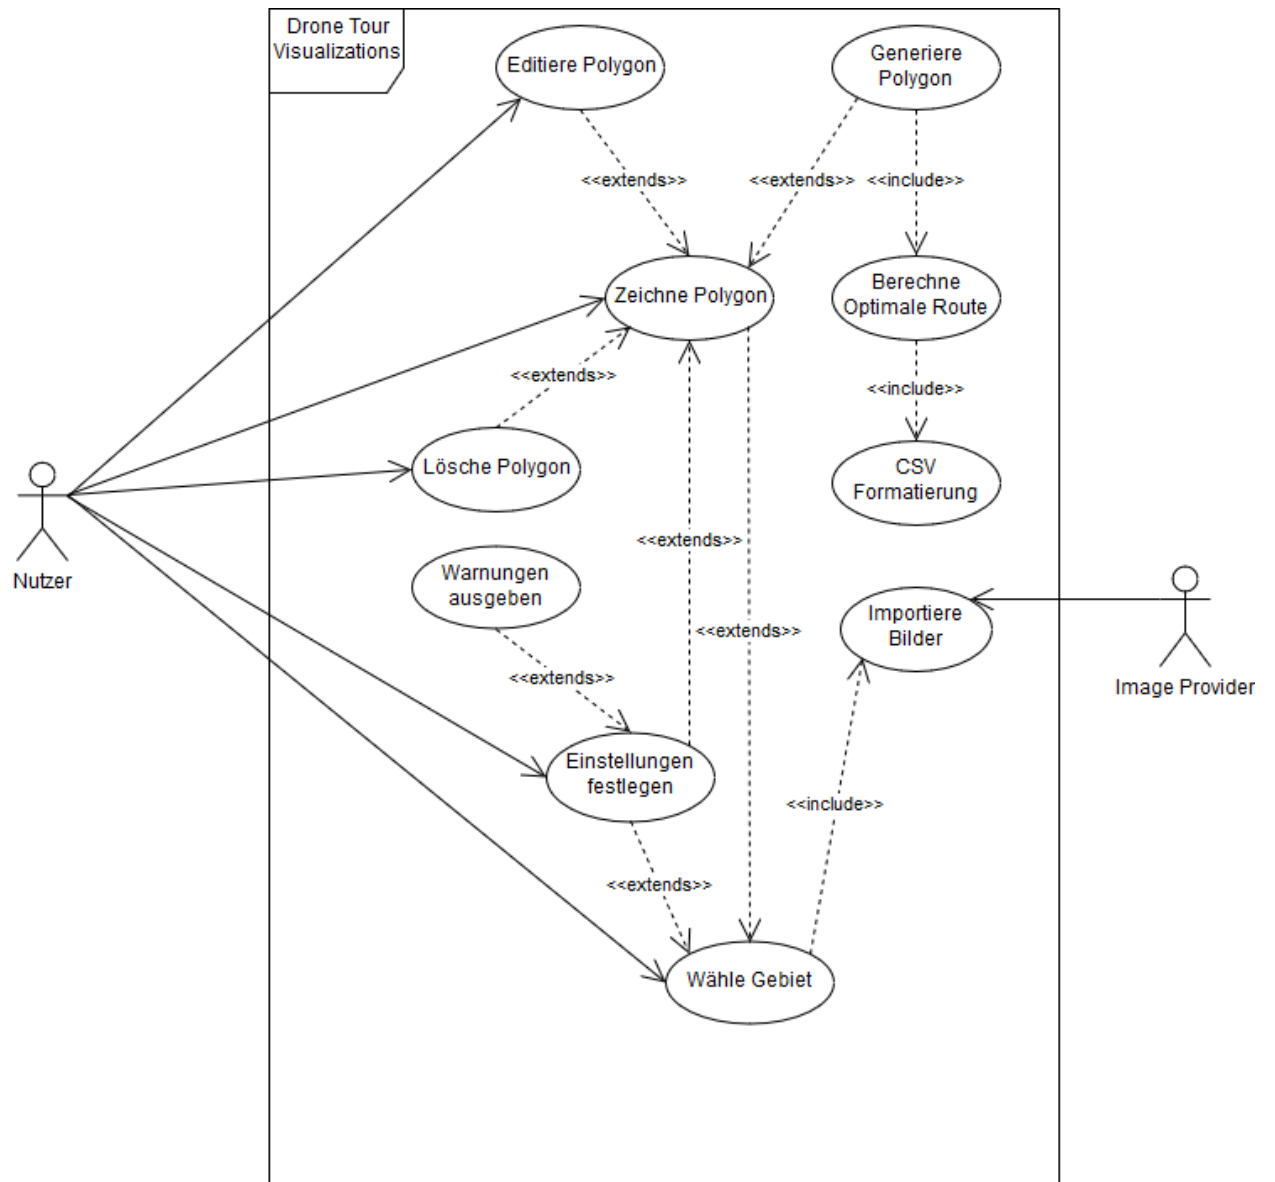 Drone Tour
Visualizations
Editiere Polygon
Generiere
Polygon
<<extends>>
<<extends>>
<<include>>
Zeichne Polygon
Berechne
Optimale Route
<<extends>>
<<include>>
Lösche Polygon
CSV
Formatierung
<<extends>>
Nutzer
Warnungen
ausgeben
Importiere
Bilder
<<extends>>
<<extends>>
Image Provider
Einstellungen
festlegen
<<include>>
<<extends>>
Wähle Gebiet